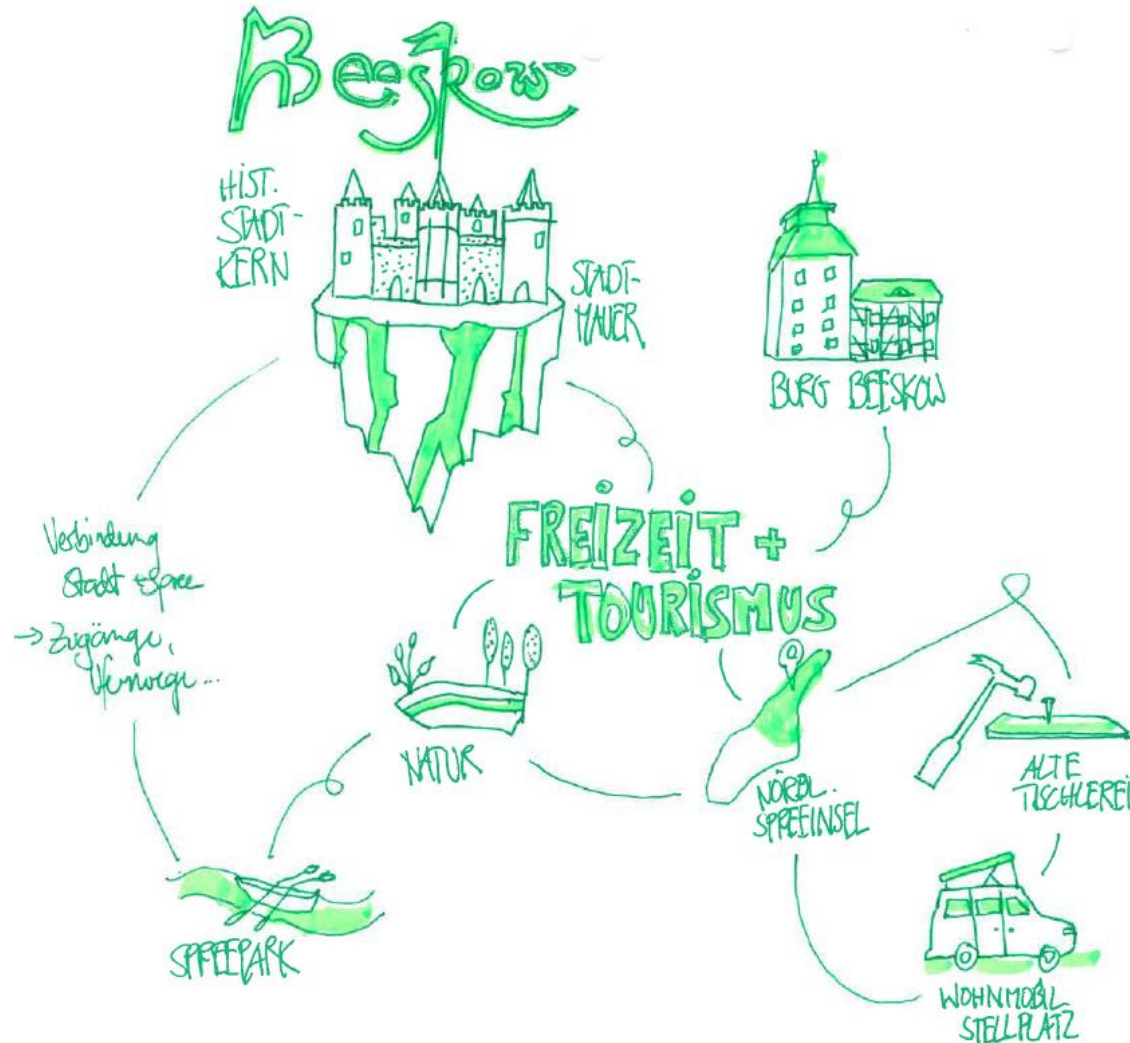 Beeskow
HIST.
STADT-
KERN
STADT-
MAUER
BURG BEESKOW
FREIZEIT +
TOURISMUS
Verbindung
Stadt + Spree
→ Zugänge,
NATUR
NÖRDL.
SPREEINSEL
ALTE
TISCHLEREI
SPREEPARK
WOHNMOBIL
STELLPLATZ